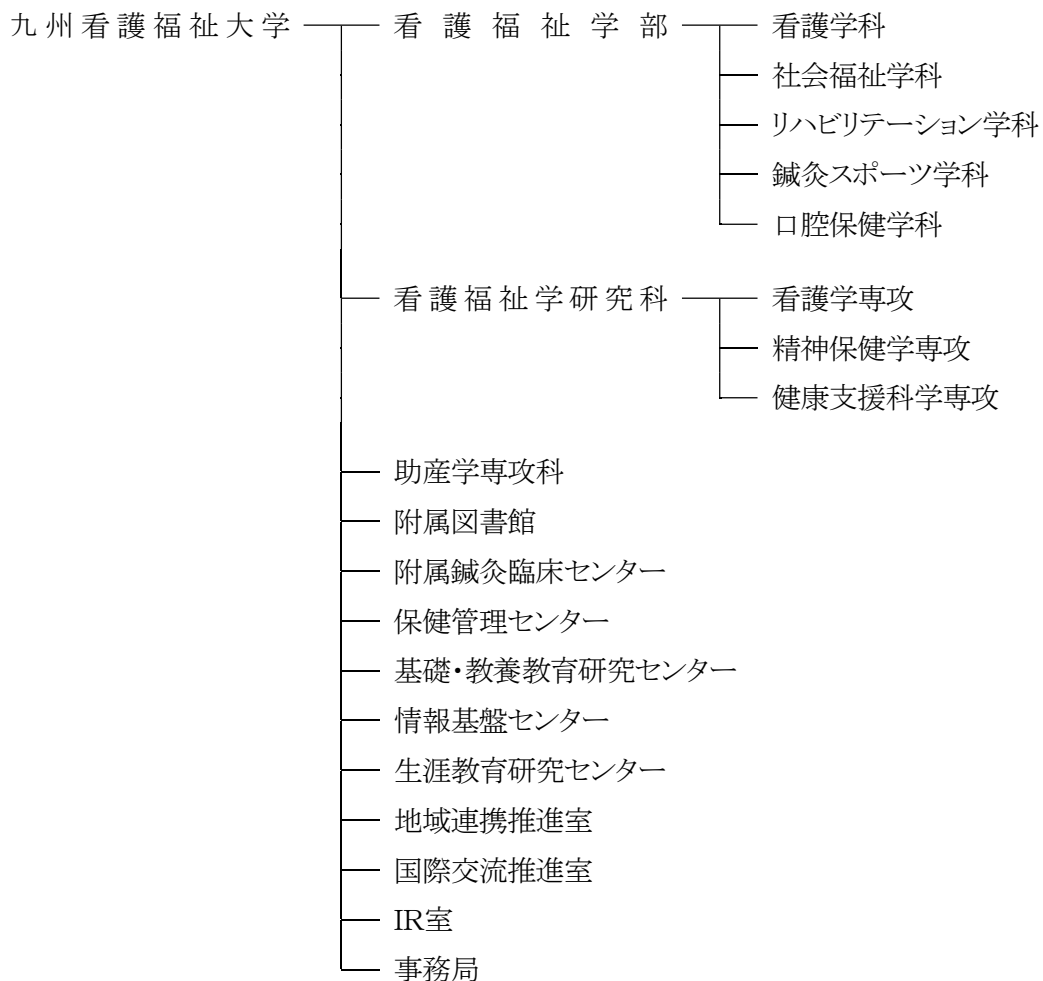 九州看護福祉大学 看護福祉学部 看護学科
社会福祉学科
リハビリテーション学科
鍼灸スポーツ学科
口腔保健学科
看護福祉学研究科 看護学専攻
精神保健学専攻
健康支援科学専攻
助産学専攻科
附属図書館
附属鍼灸臨床センター
保健管理センター
基礎・教養教育研究センター
情報基盤センター
生涯教育研究センター
地域連携推進室
国際交流推進室
IR室
事務局